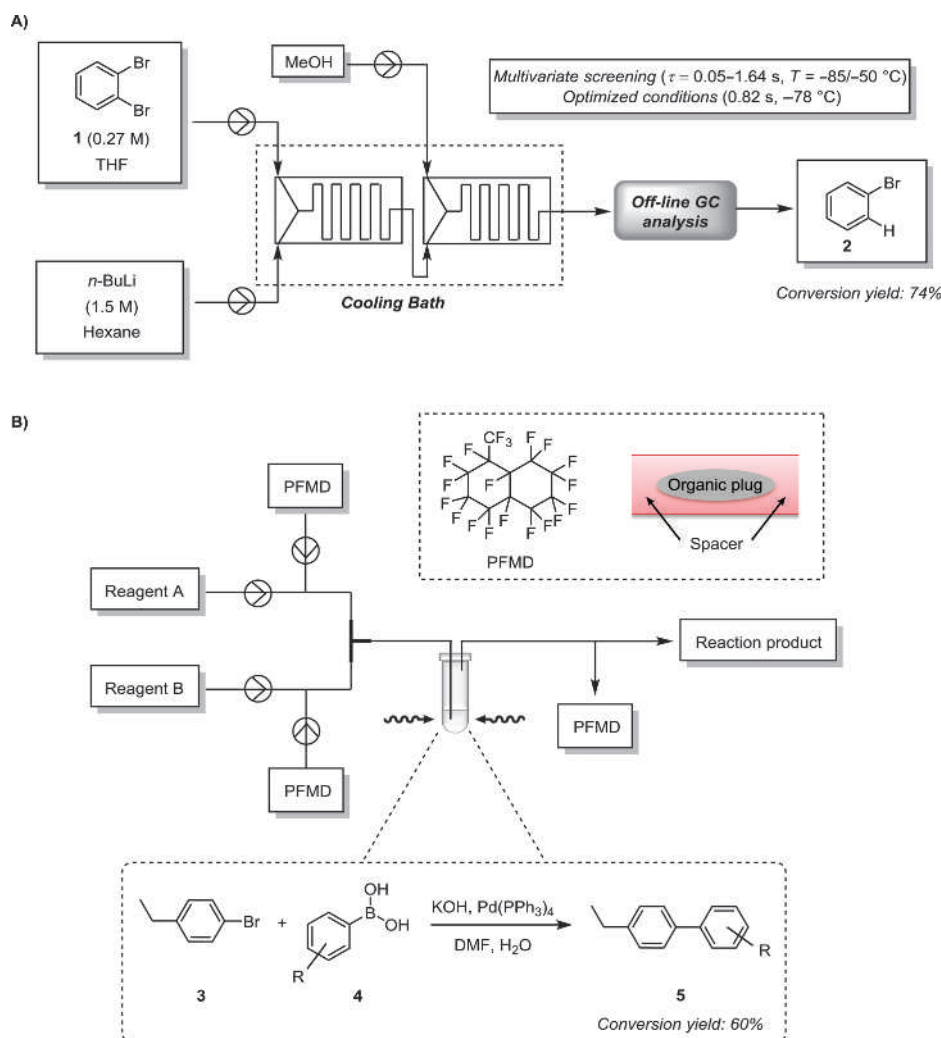 A)
Br
Br
1 (0.27 M)
THF
MeOH
Multivariate screening (τ = 0.05–1.64 s, T = –85/–50 °C)
Optimized conditions (0.82 s, –78 °C)
Off-line GC
analysis
Br
H
2
n-BuLi
(1.5 M)
Hexane
Cooling Bath
Conversion yield: 74%
B)
PFMD
CF3
F F F F F F F F F F F F F F F F F
PFMD
Organic plug
Spacer
Reagent A
Reagent B
PFMD
Reaction product
PFMD
Br
+
OH
B
OH
R
KOH, Pd(PPh3)4
DMF, H2O
R
3
4
5
Conversion yield: 60%